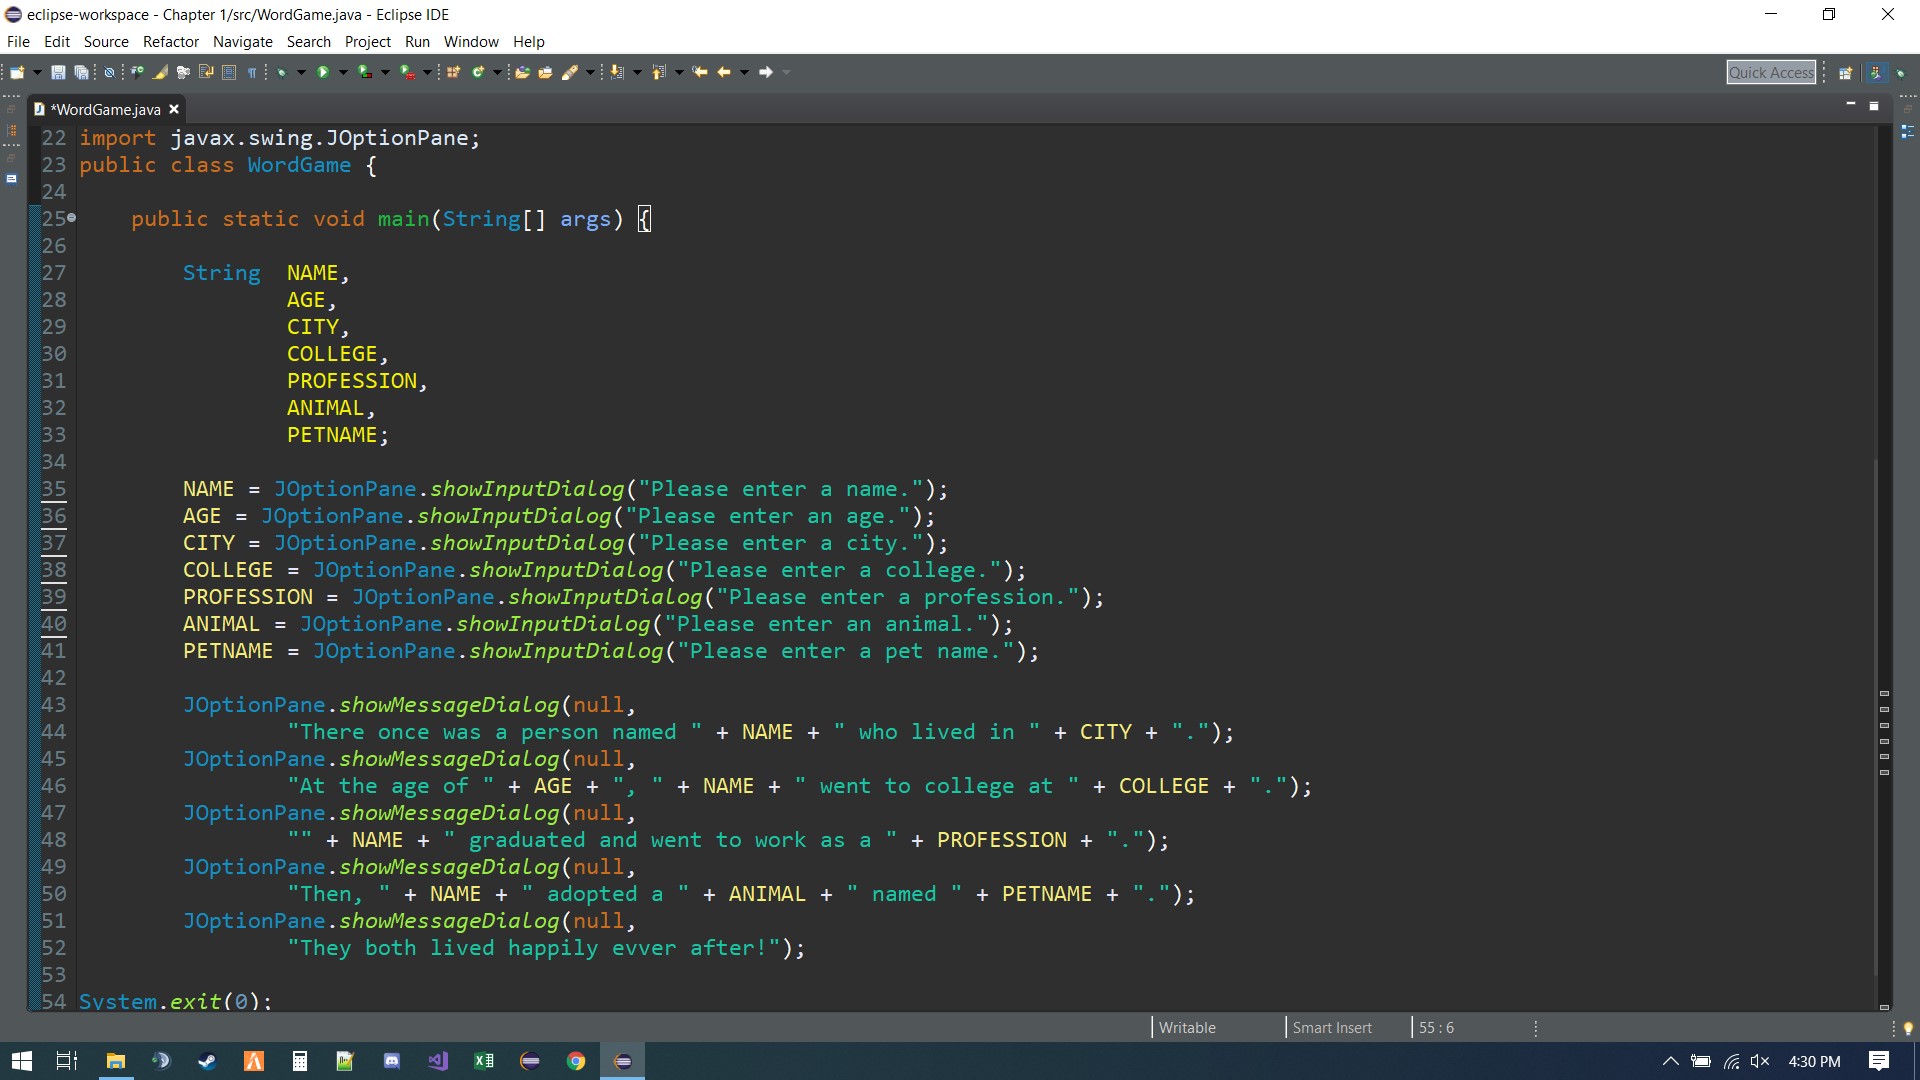 eclipse-workspace - Chapter 1/src/WordGame.java - Eclipse IDE
File Edit Source Refactor Navigate Search Project Run Window Help
Quick Access
*WordGame.java
22 import javax.swing.JOptionPane;
23 public class WordGame {
24
25     public static void main(String[] args) {
26
27         String  NAME,
28                 AGE,
29                 CITY,
30                 COLLEGE,
31                 PROFESSION,
32                 ANIMAL,
33                 PETNAME;
34
35         NAME = JOptionPane.showInputDialog("Please enter a name.");
36         AGE = JOptionPane.showInputDialog("Please enter an age.");
37         CITY = JOptionPane.showInputDialog("Please enter a city.");
38         COLLEGE = JOptionPane.showInputDialog("Please enter a college.");
39         PROFESSION = JOptionPane.showInputDialog("Please enter a profession.");
40         ANIMAL = JOptionPane.showInputDialog("Please enter an animal.");
41         PETNAME = JOptionPane.showInputDialog("Please enter a pet name.");
42
43         JOptionPane.showMessageDialog(null,
44                 "There once was a person named " + NAME + " who lived in " + CITY + ".");
45         JOptionPane.showMessageDialog(null,
46                 "At the age of " + AGE + ", " + NAME + " went to college at " + COLLEGE + ".");
47         JOptionPane.showMessageDialog(null,
48                 "" + NAME + " graduated and went to work as a " + PROFESSION + ".");
49         JOptionPane.showMessageDialog(null,
50                 "Then, " + NAME + " adopted a " + ANIMAL + " named " + PETNAME + ".");
51         JOptionPane.showMessageDialog(null,
52                 "They both lived happily evver after!");
53
54 System.exit(0);
Writable Smart Insert 55 : 6
4:30 PM